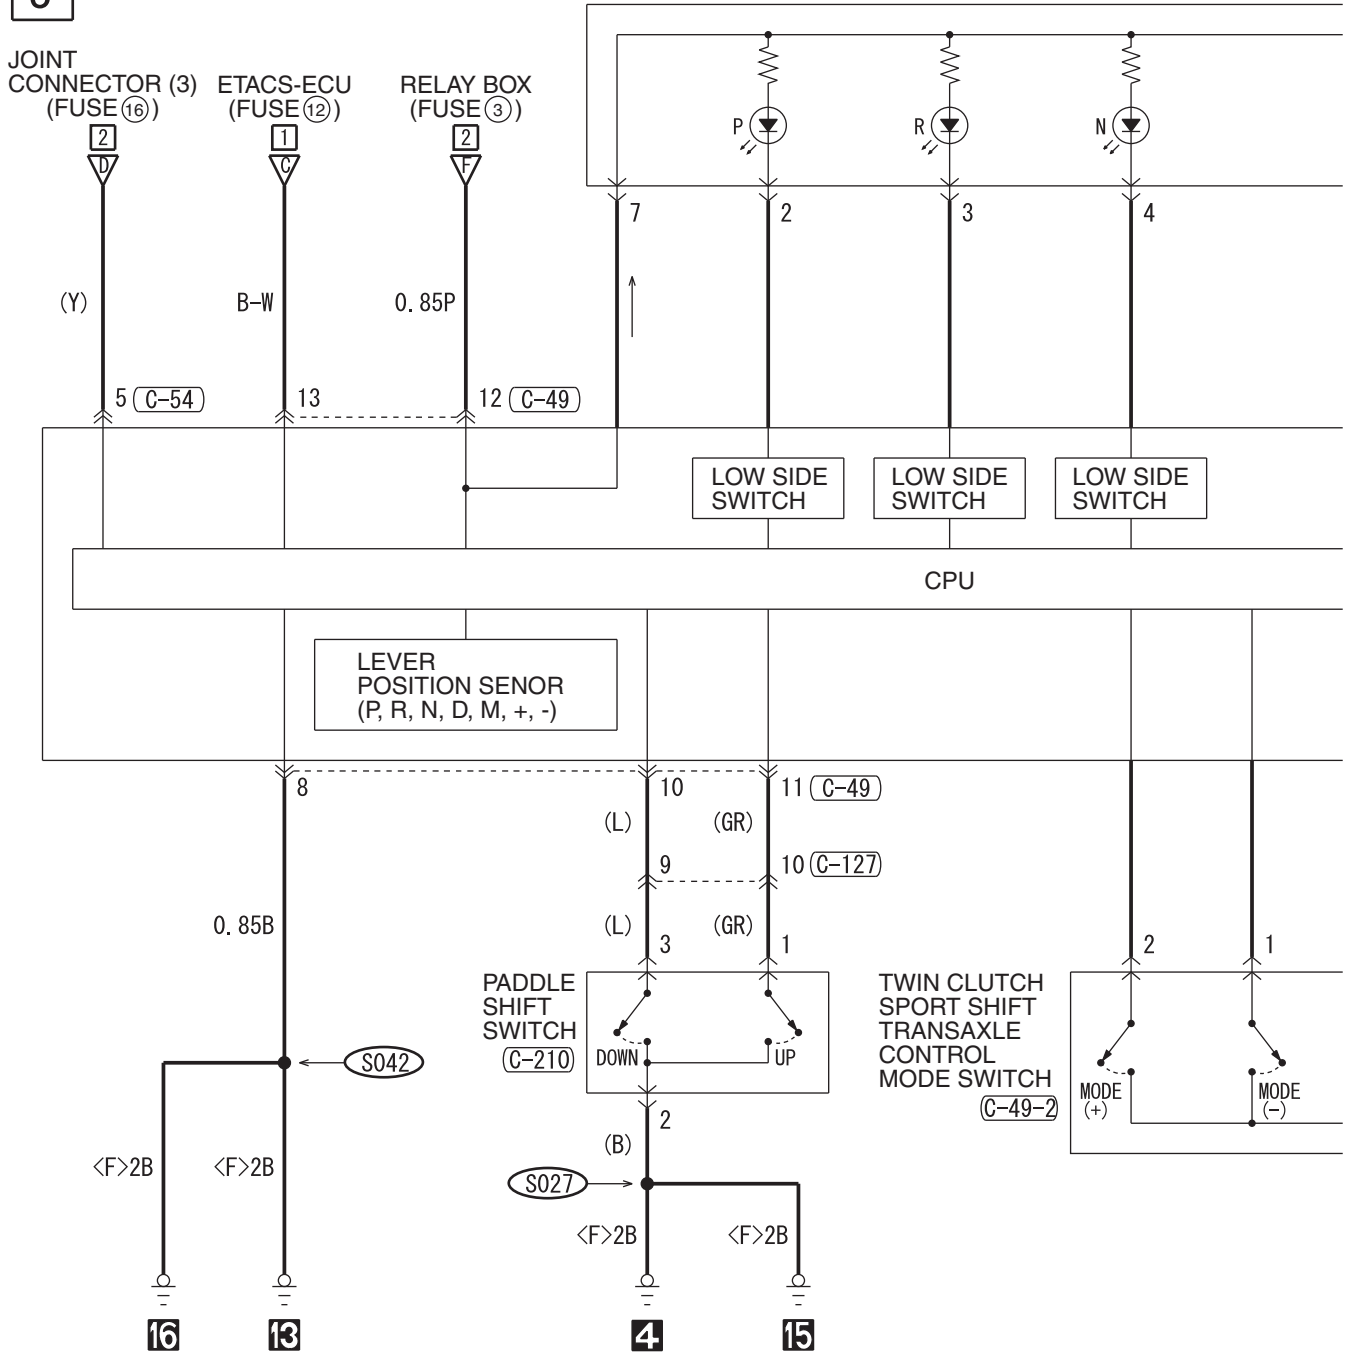 JOINT
CONNECTOR (3)
(FUSE 16)
2
D
ETACS-ECU
(FUSE 12)
1
C
RELAY BOX
(FUSE 3)
2
F
P
R
N
7
2
3
4
(Y)
B-W
0.85P
5 C-54
13
12 C-49
LOW SIDE
SWITCH
LOW SIDE
SWITCH
LOW SIDE
SWITCH
CPU
LEVER
POSITION SENOR
(P, R, N, D, M, +, -)
8
10
11 C-49
(L)
(GR)
9
10 C-127
0.85B
(L)
(GR)
3
1
2
1
PADDLE
SHIFT
SWITCH
C-210
DOWN
UP
TWIN CLUTCH
SPORT SHIFT
TRANSAXLE
CONTROL
MODE SWITCH
C-49-2
MODE
(+)
MODE
(-)
S042
2
(B)
<F>2B
<F>2B
S027
<F>2B
<F>2B
16
13
4
15